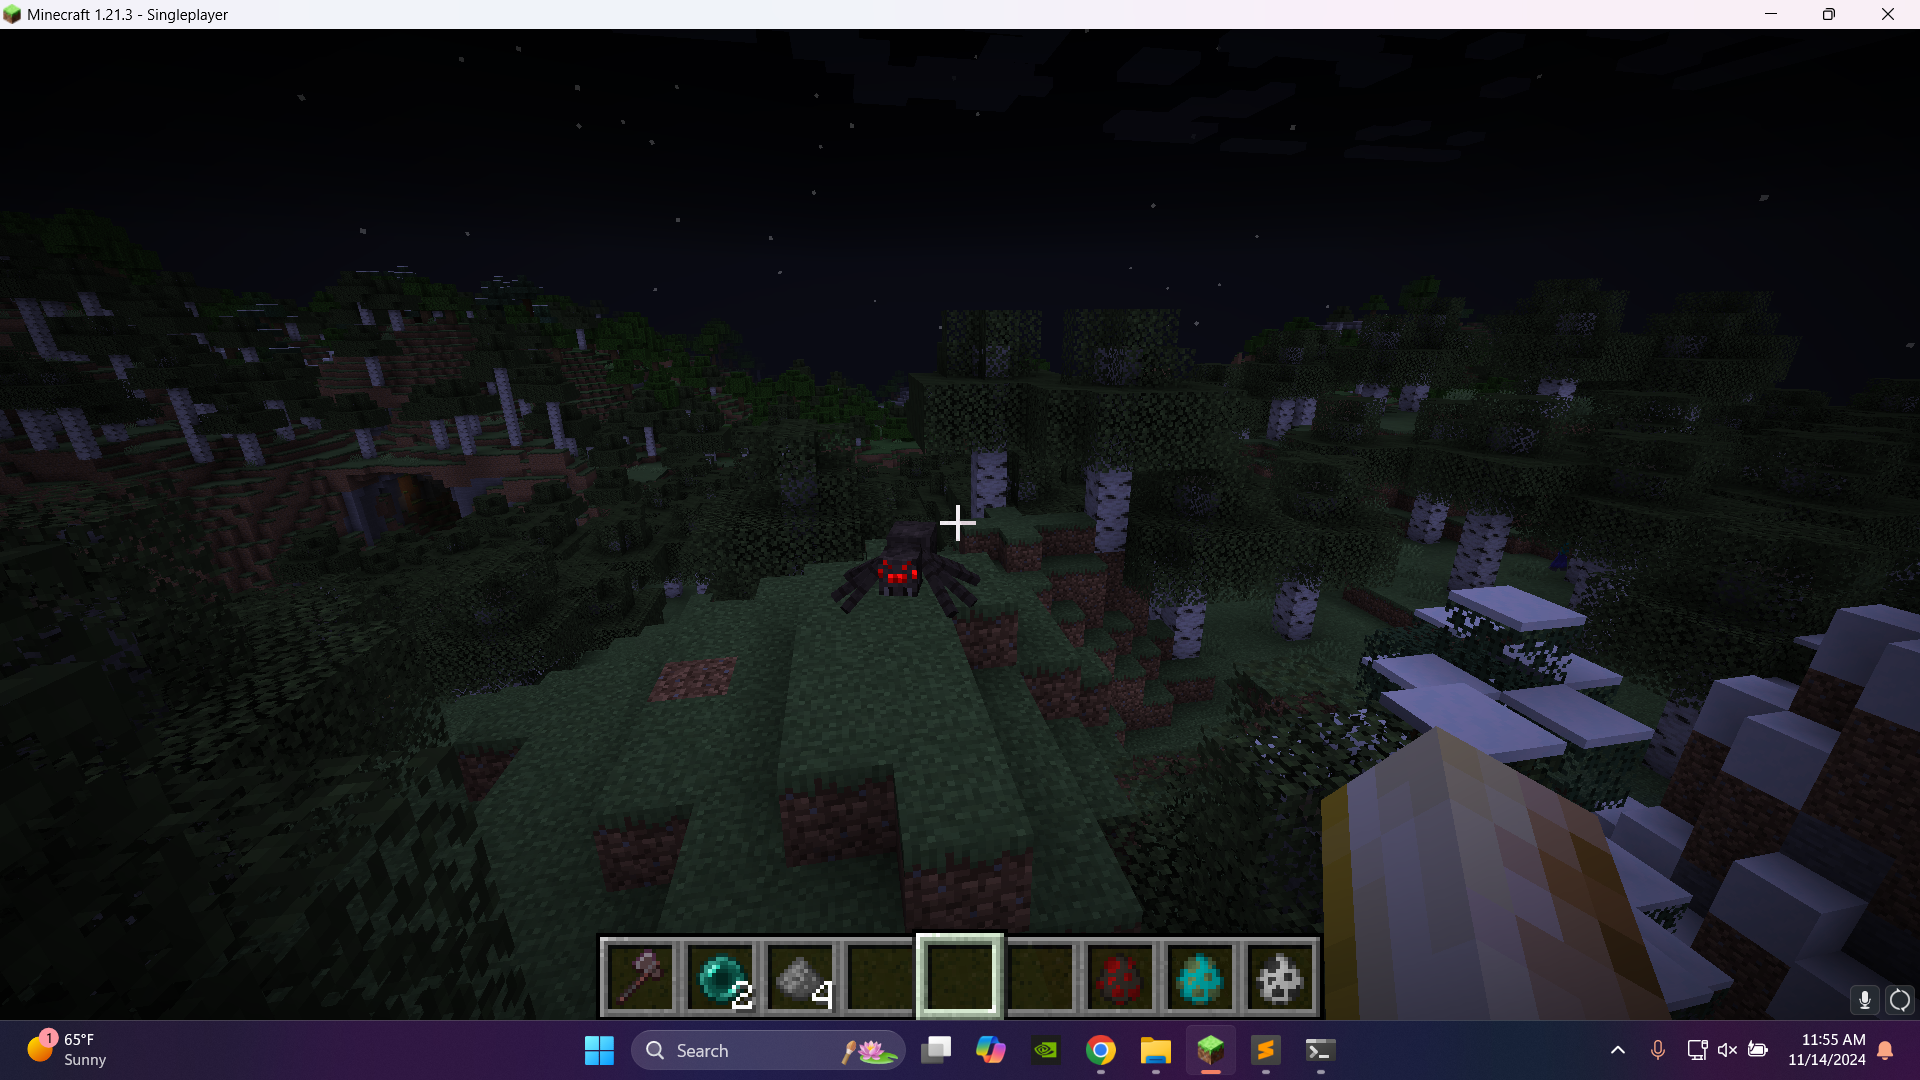 Minecraft 1.21.3 - Singleplayer
2
4
1
65°F
Sunny
Search
11:55 AM
11/14/2024